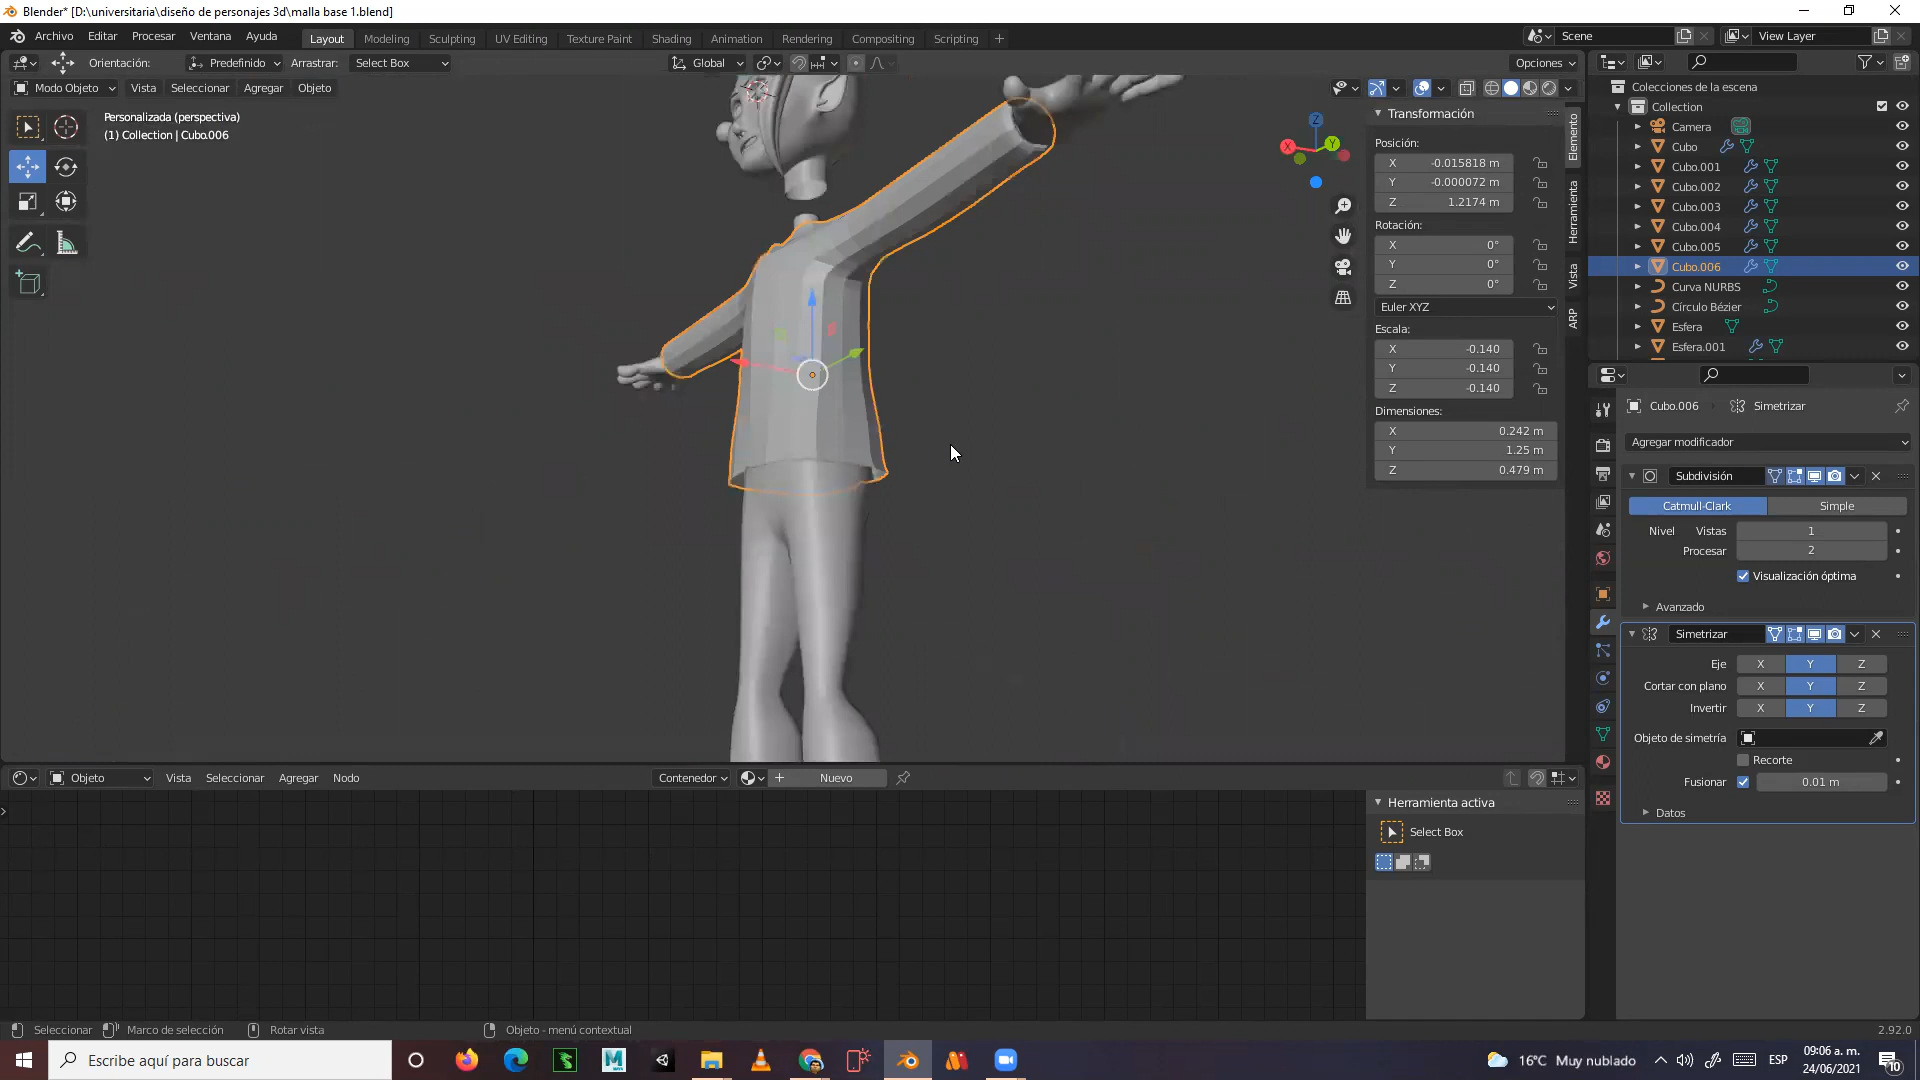 Blender* [D:\universitaria\diseño de personajes 3d\malla base 1.blend]
Archivo Editar Procesar Ventana Ayuda Layout Modeling Sculpting UV Editing Texture Paint Shading Animation Rendering Compositing Scripting + Scene View Layer
Orientación: Predefinido Arrastrar: Select Box Global Opciones
Modo Objeto Vista Seleccionar Agregar Objeto
Personalizada (perspectiva)
(1) Collection | Cubo.006
X Y Z
Transformación
Posición:
X -0.015818 m
Y -0.000072 m
Z 1.2174 m
Rotación:
X 0°
Y 0°
Z 0°
Euler XYZ
Escala:
X -0.140
Y -0.140
Z -0.140
Dimensiones:
X 0.242 m
Y 1.25 m
Z 0.479 m
Elemento
Herramienta
Vista
ARP
Colecciones de la escena
Collection
Camera
Cubo
Cubo.001
Cubo.002
Cubo.003
Cubo.004
Cubo.005
Cubo.006
Curva NURBS
Círculo Bézier
Esfera
Esfera.001
Cubo.006 Simetrizar
Agregar modificador
Subdivisión
Catmull-Clark Simple
Nivel Vistas 1
Procesar 2
Visualización óptima
Avanzado
Simetrizar
Eje X Y Z
Cortar con plano X Y Z
Invertir X Y Z
Objeto de simetría
Recorte
Fusionar 0.01 m
Datos
Objeto Vista Seleccionar Agregar Nodo Contenedor + Nuevo
Herramienta activa
Select Box
Seleccionar Marco de selección Rotar vista Objeto - menú contextual 2.92.0
Escribe aquí para buscar
16°C Muy nublado ESP
09:06 a. m.
24/06/2021
10